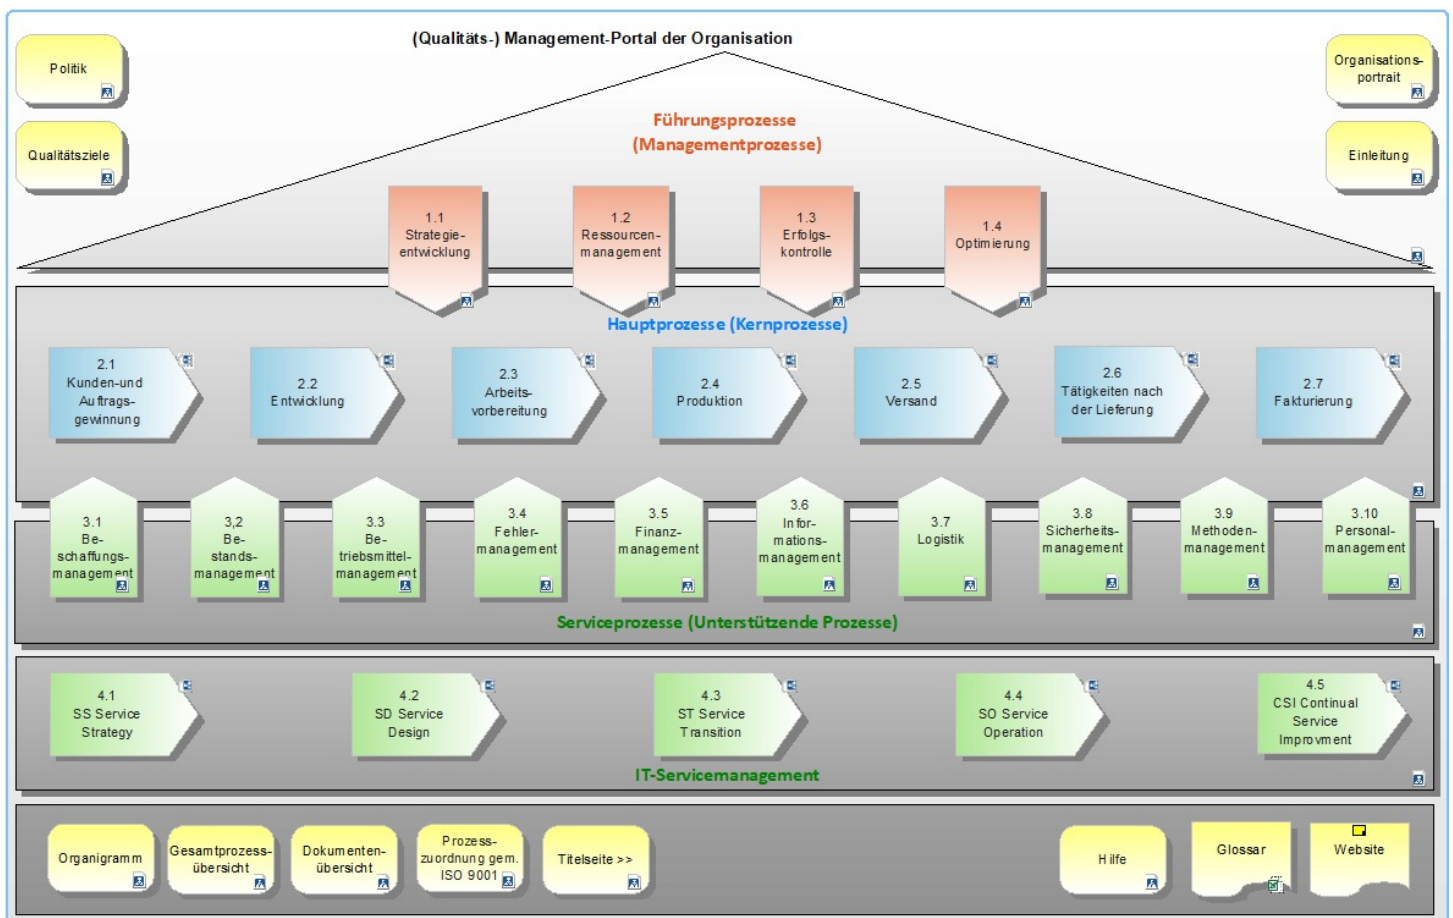 (Qualitäts-) Management-Portal der Organisation
Politik
Organisations-
portrait
Qualitätsziele
Einleitung
Führungsprozesse
(Managementprozesse)
1.1
Strategie-
entwicklung
1.2
Ressourcen-
management
1.3
Erfolgs-
kontrolle
1.4
Optimierung
Hauptprozesse (Kernprozesse)
2.1
Kunden-und
Auftrags-
gewinnung
2.2
Entwicklung
2.3
Arbeits-
vorbereitung
2.4
Produktion
2.5
Versand
2.6
Tätigkeiten nach
der Lieferung
2.7
Fakturierung
3.1
Be-
schaffungs-
management
3,2
Be-
stands-
management
3.3
Be-
triebsmittel-
management
3.4
Fehler-
management
3.5
Finanz-
management
3.6
Infor-
mations-
management
3.7
Logistik
3.8
Sicherheits-
management
3.9
Methoden-
management
3.10
Personal-
management
Serviceprozesse (Unterstützende Prozesse)
4.1
SS Service
Strategy
4.2
SD Service
Design
4.3
ST Service
Transition
4.4
SO Service
Operation
4.5
CSI Continual
Service
Improvment
IT-Servicemanagement
Organigramm
Gesamtprozess-
übersicht
Dokumenten-
übersicht
Prozess-
zuordnung gem.
ISO 9001
Titelseite >>
Hilfe
Glossar
Website